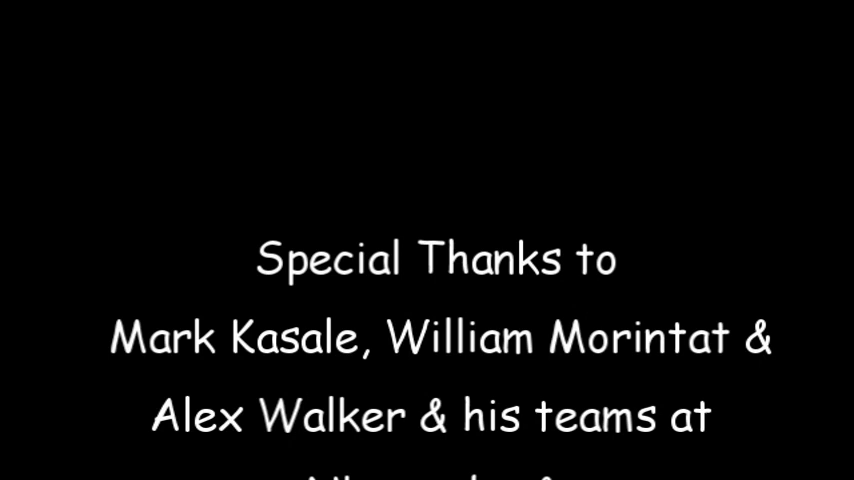 Special Thanks to
Mark Kasale, William Morintat &
Alex Walker & his teams at